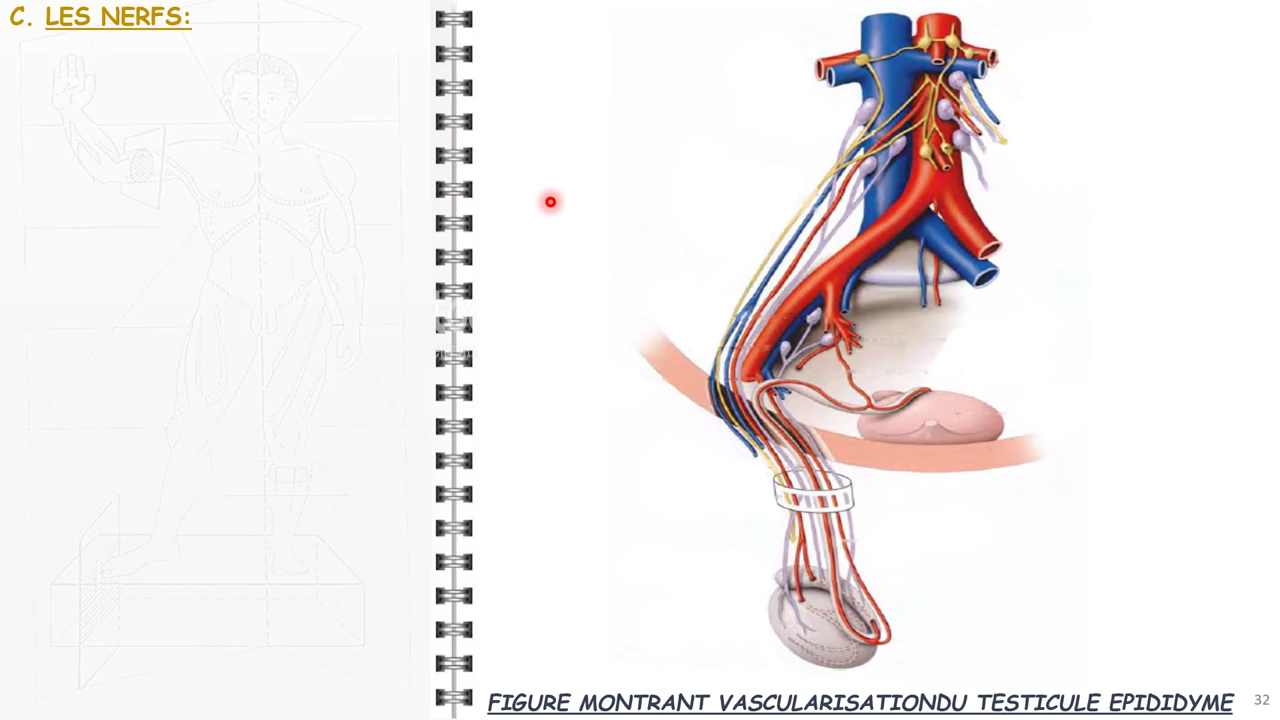 C. LES NERFS:
FIGURE MONTRANT VASCULARISATIONDU TESTICULE EPIDIDYME
32